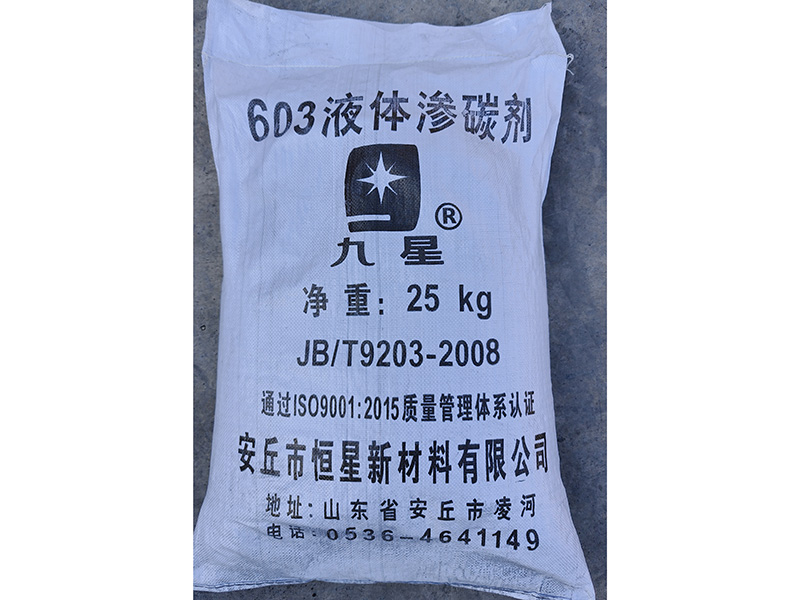 603液体渗碳剂
®
九星
净重：25 kg
JB/T9203-2008
通过ISO9001:2015质量管理体系认证
安丘市恒星新材料有限公司
地址：山东省安丘市凌河
电话：0536-4641149